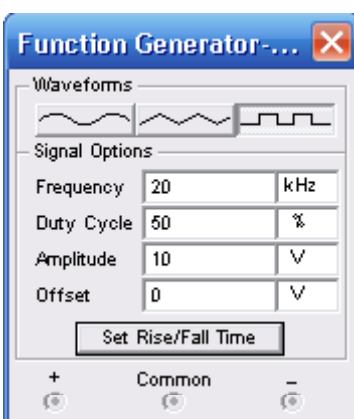 Function Generator-...
Waveforms
Signal Options
Frequency 20 kHz
Duty Cycle 50 %
Amplitude 10 V
Offset 0 V
Set Rise/Fall Time
+ Common –